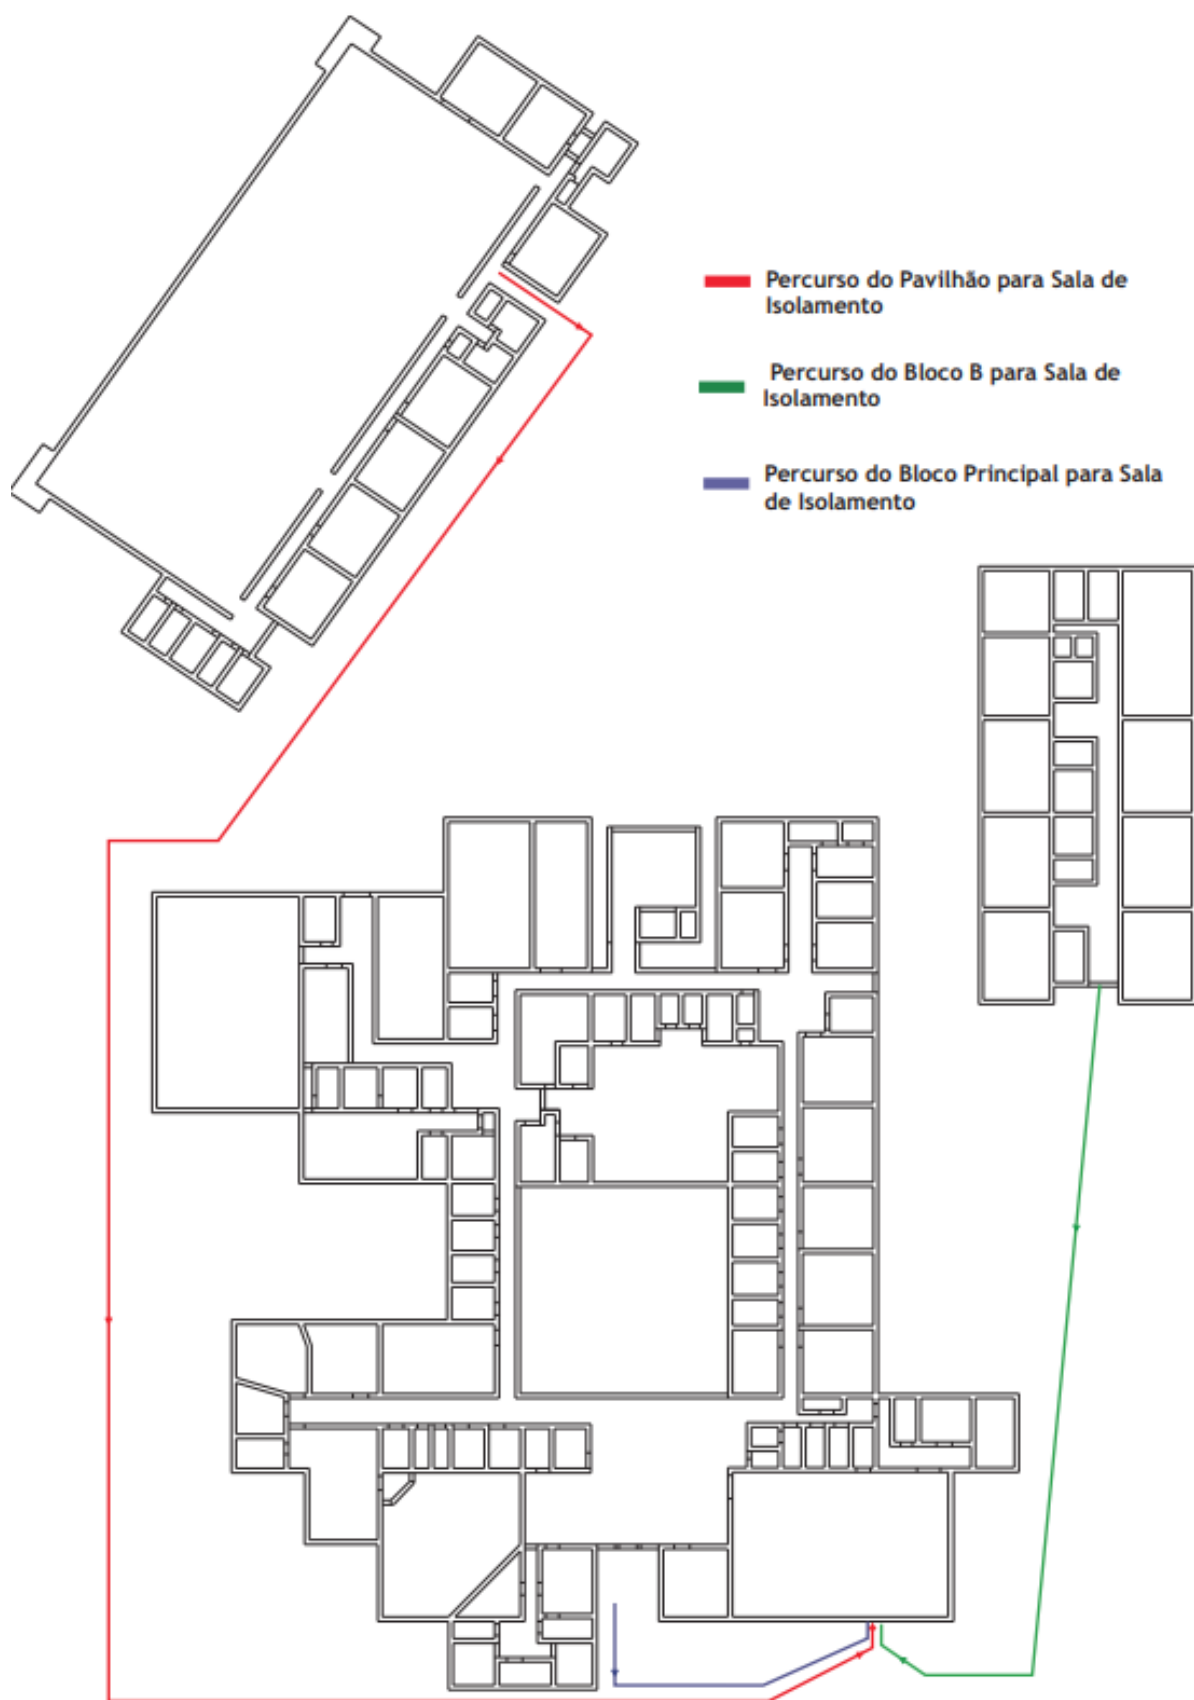 Percurso do Pavilhão para Sala de
Isolamento
Percurso do Bloco B para Sala de
Isolamento
Percurso do Bloco Principal para Sala
de Isolamento